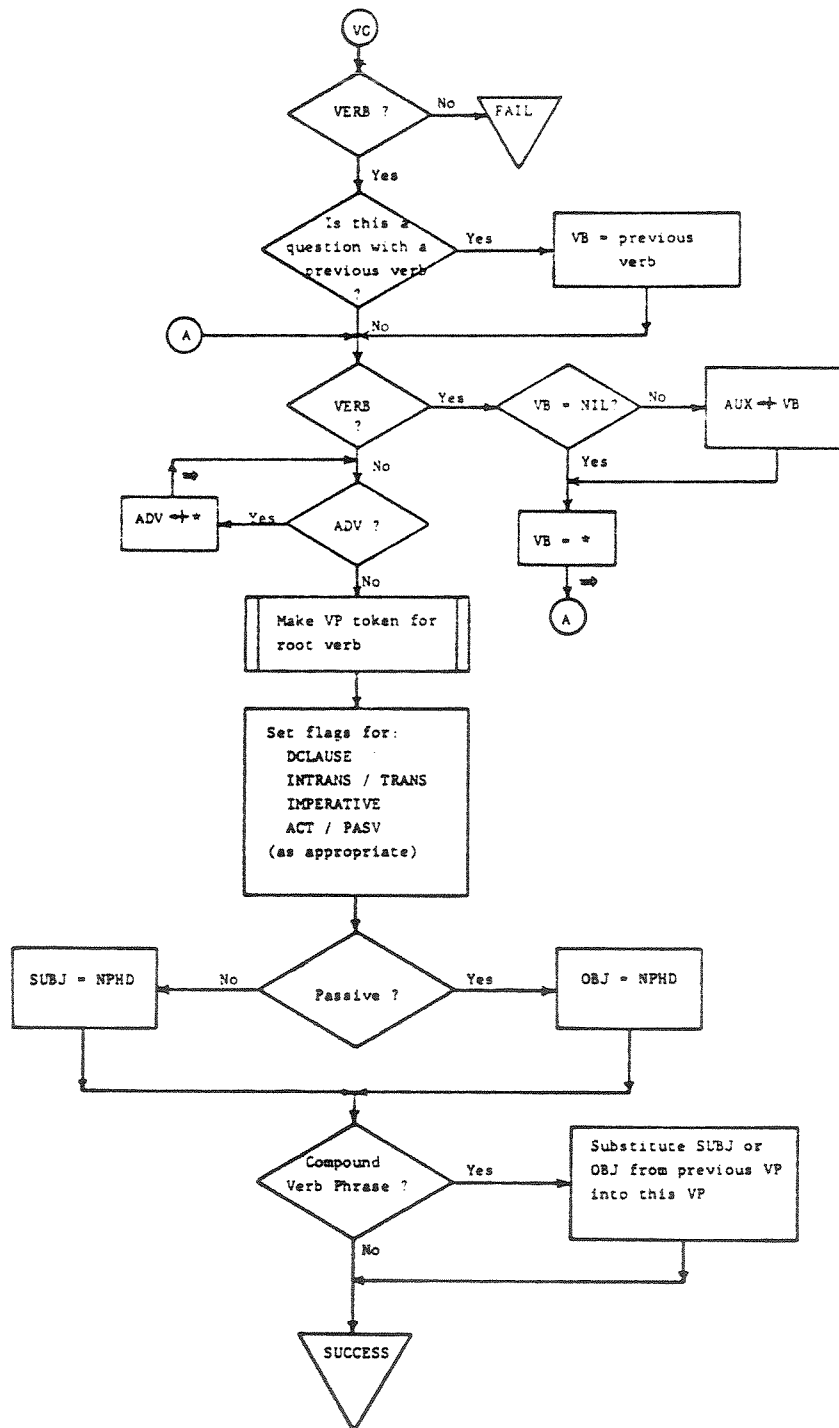 VC
VERB ?
No
FAIL
Yes
Is this a
question with a
previous verb
?
Yes
VB = previous
verb
No
A
VERB
?
Yes
VB = NIL?
No
AUX ↔ VB
No
Yes
⇒
ADV ↔ *
Yes
ADV ?
VB = *
No
⇒
A
Make VP token for
root verb
Set flags for:
DCLAUSE
INTRANS / TRANS
IMPERATIVE
ACT / PASV
(as appropriate)
SUBJ = NPHD
No
Passive ?
Yes
OBJ = NPHD
Compound
Verb Phrase ?
Yes
Substitute SUBJ or
OBJ from previous VP
into this VP
No
SUCCESS